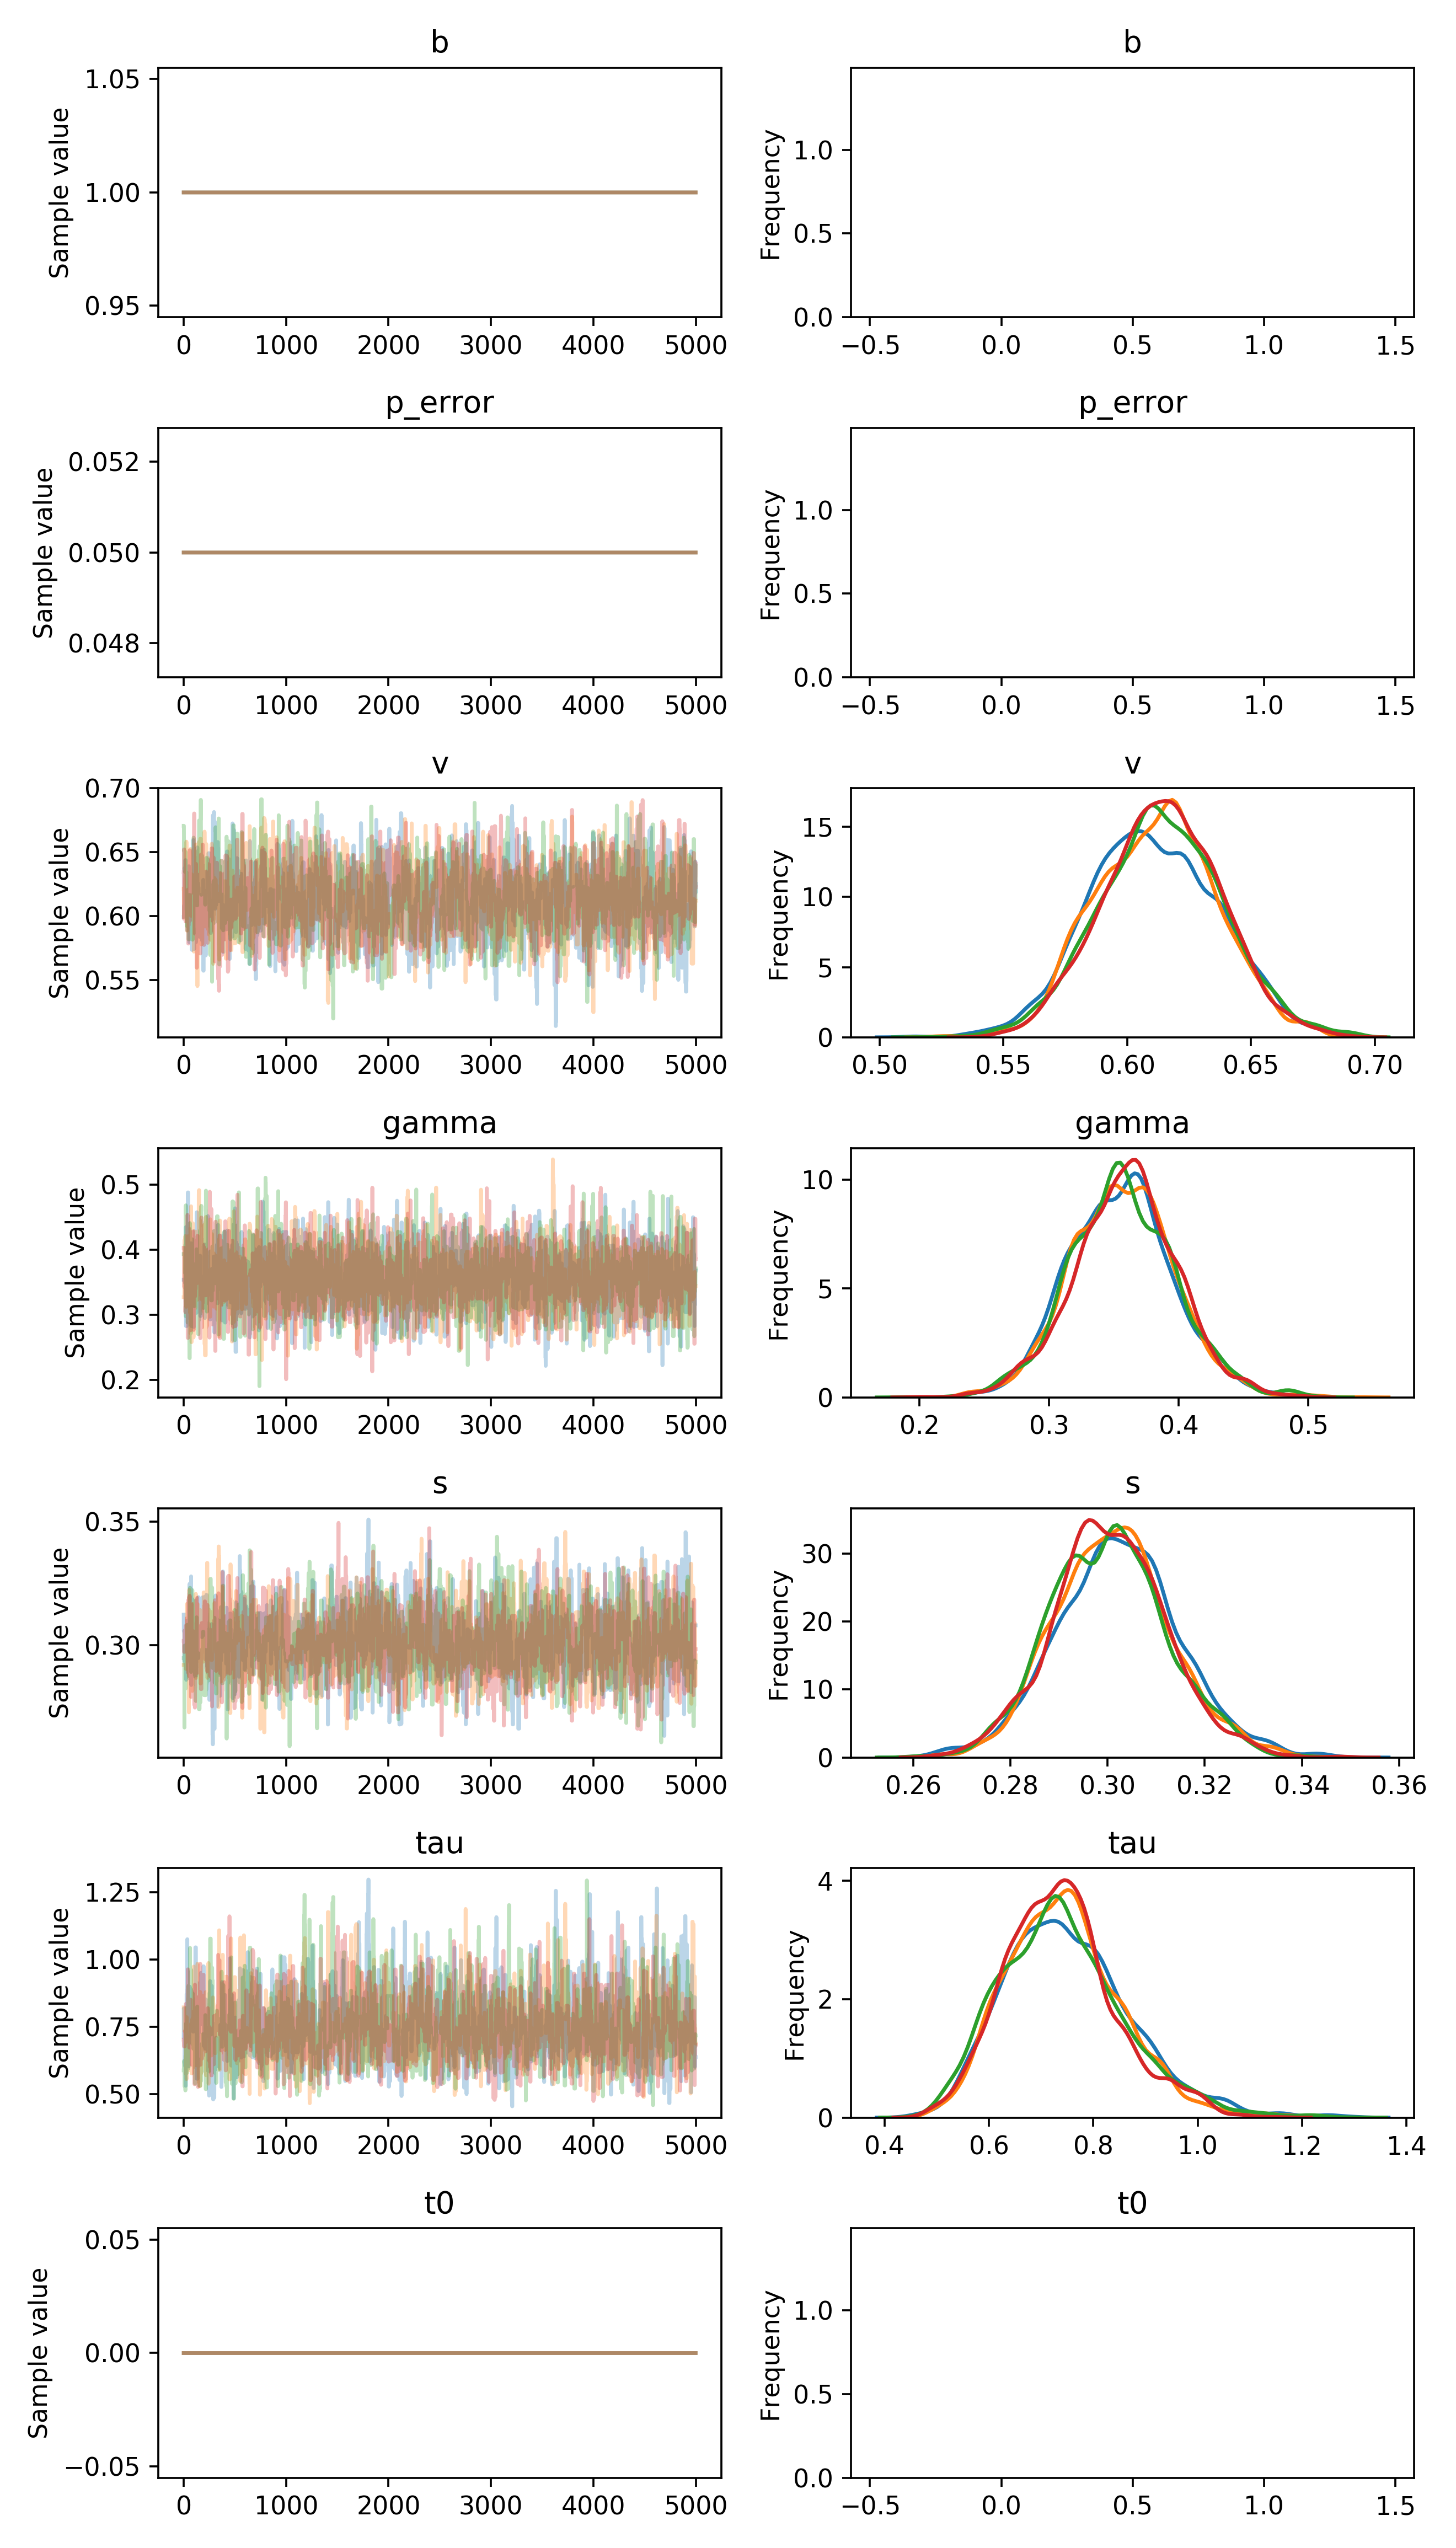 b
b
Sample value
1.05
1.00
0.95
0 1000 2000 3000 4000 5000
Frequency
1.0
0.5
0.0
−0.5 0.0 0.5 1.0 1.5
p_error
p_error
Sample value
0.052
0.050
0.048
0 1000 2000 3000 4000 5000
Frequency
1.0
0.5
0.0
−0.5 0.0 0.5 1.0 1.5
v
v
Sample value
0.70
0.65
0.60
0.55
0 1000 2000 3000 4000 5000
Frequency
15
10
5
0
0.50 0.55 0.60 0.65 0.70
gamma
gamma
Sample value
0.5
0.4
0.3
0.2
0 1000 2000 3000 4000 5000
Frequency
10
5
0
0.2 0.3 0.4 0.5
s
s
Sample value
0.35
0.30
0 1000 2000 3000 4000 5000
Frequency
30
20
10
0
0.26 0.28 0.30 0.32 0.34 0.36
tau
tau
Sample value
1.25
1.00
0.75
0.50
0 1000 2000 3000 4000 5000
Frequency
4
2
0
0.4 0.6 0.8 1.0 1.2 1.4
t0
t0
Sample value
0.05
0.00
−0.05
0 1000 2000 3000 4000 5000
Frequency
1.0
0.5
0.0
−0.5 0.0 0.5 1.0 1.5